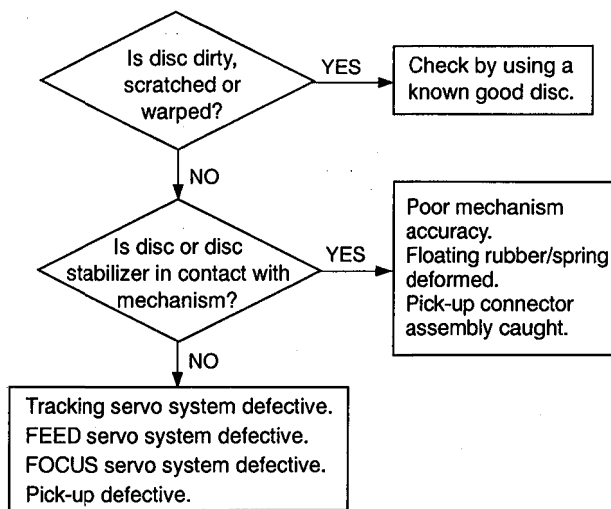 Is disc dirty,
scratched or
warped?
YES
Check by using a
known good disc.
NO
Is disc or disc
stabilizer in contact with
mechanism?
YES
Poor mechanism
accuracy.
Floating rubber/spring
deformed.
Pick-up connector
assembly caught.
NO
Tracking servo system defective.
FEED servo system defective.
FOCUS servo system defective.
Pick-up defective.